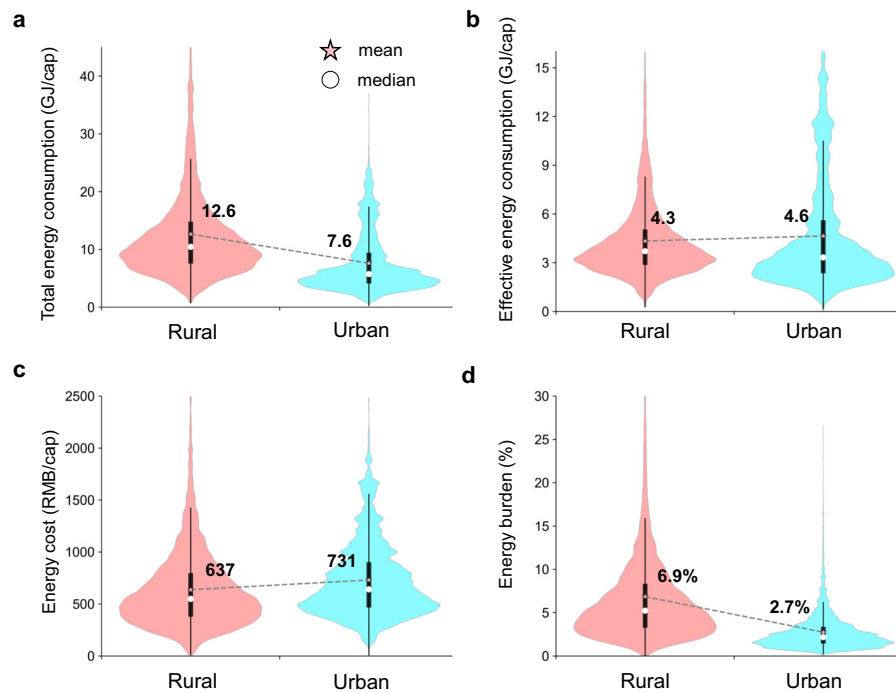 a
Total energy consumption (GJ/cap)
40
30
20
10
0
mean
median
12.6
7.6
Rural
Urban
b
Effective energy consumption (GJ/cap)
15
12
9
6
3
0
4.3
4.6
Rural
Urban
c
Energy cost (RMB/cap)
2500
2000
1500
1000
500
0
637
731
Rural
Urban
d
Energy burden (%)
30
25
20
15
10
5
0
6.9%
2.7%
Rural
Urban